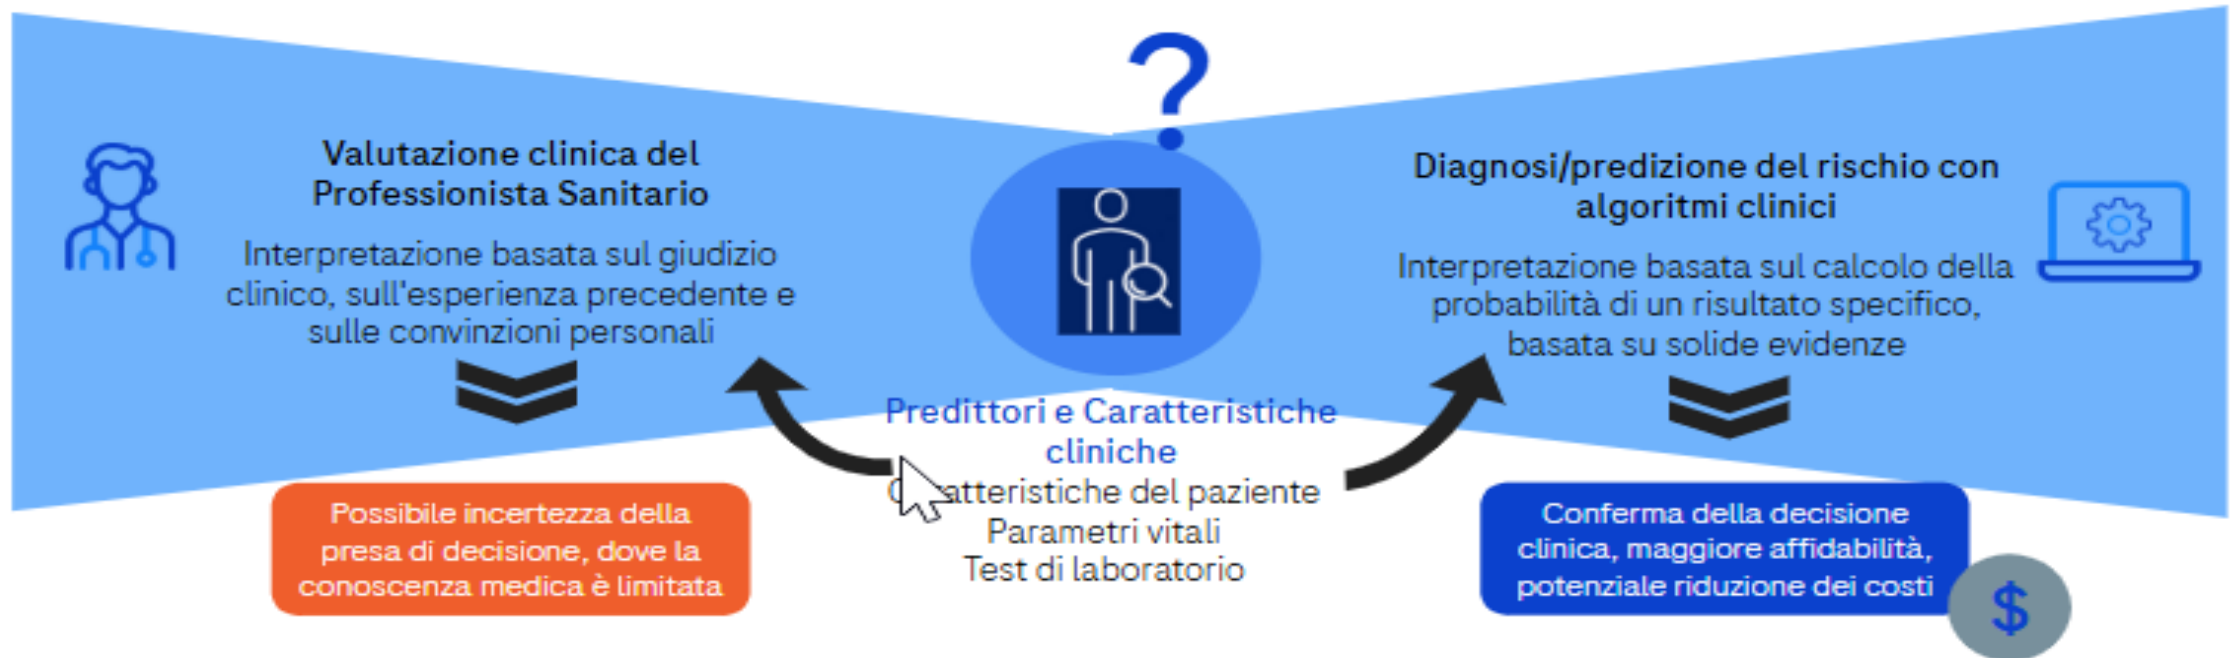 ?
Valutazione clinica del
Professionista Sanitario
Interpretazione basata sul giudizio
clinico, sull'esperienza precedente e
sulle convinzioni personali
Possibile incertezza della
presa di decisione, dove la
conoscenza medica è limitata
Predittori e Caratteristiche
cliniche
Caratteristiche del paziente
Parametri vitali
Test di laboratorio
Diagnosi/predizione del rischio con
algoritmi clinici
Interpretazione basata sul calcolo della
probabilità di un risultato specifico,
basata su solide evidenze
Conferma della decisione
clinica, maggiore affidabilità,
potenziale riduzione dei costi
$